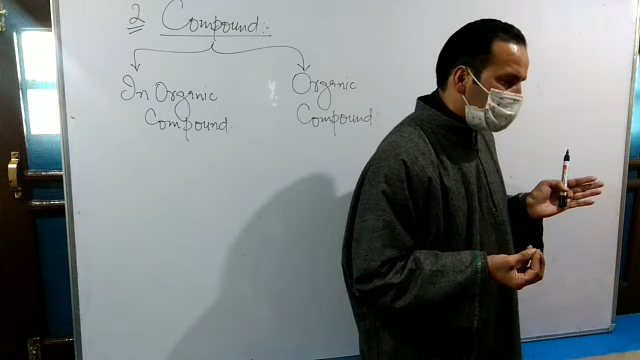 2 Compound:-
In Organic
Compound.
Organic
Compound.